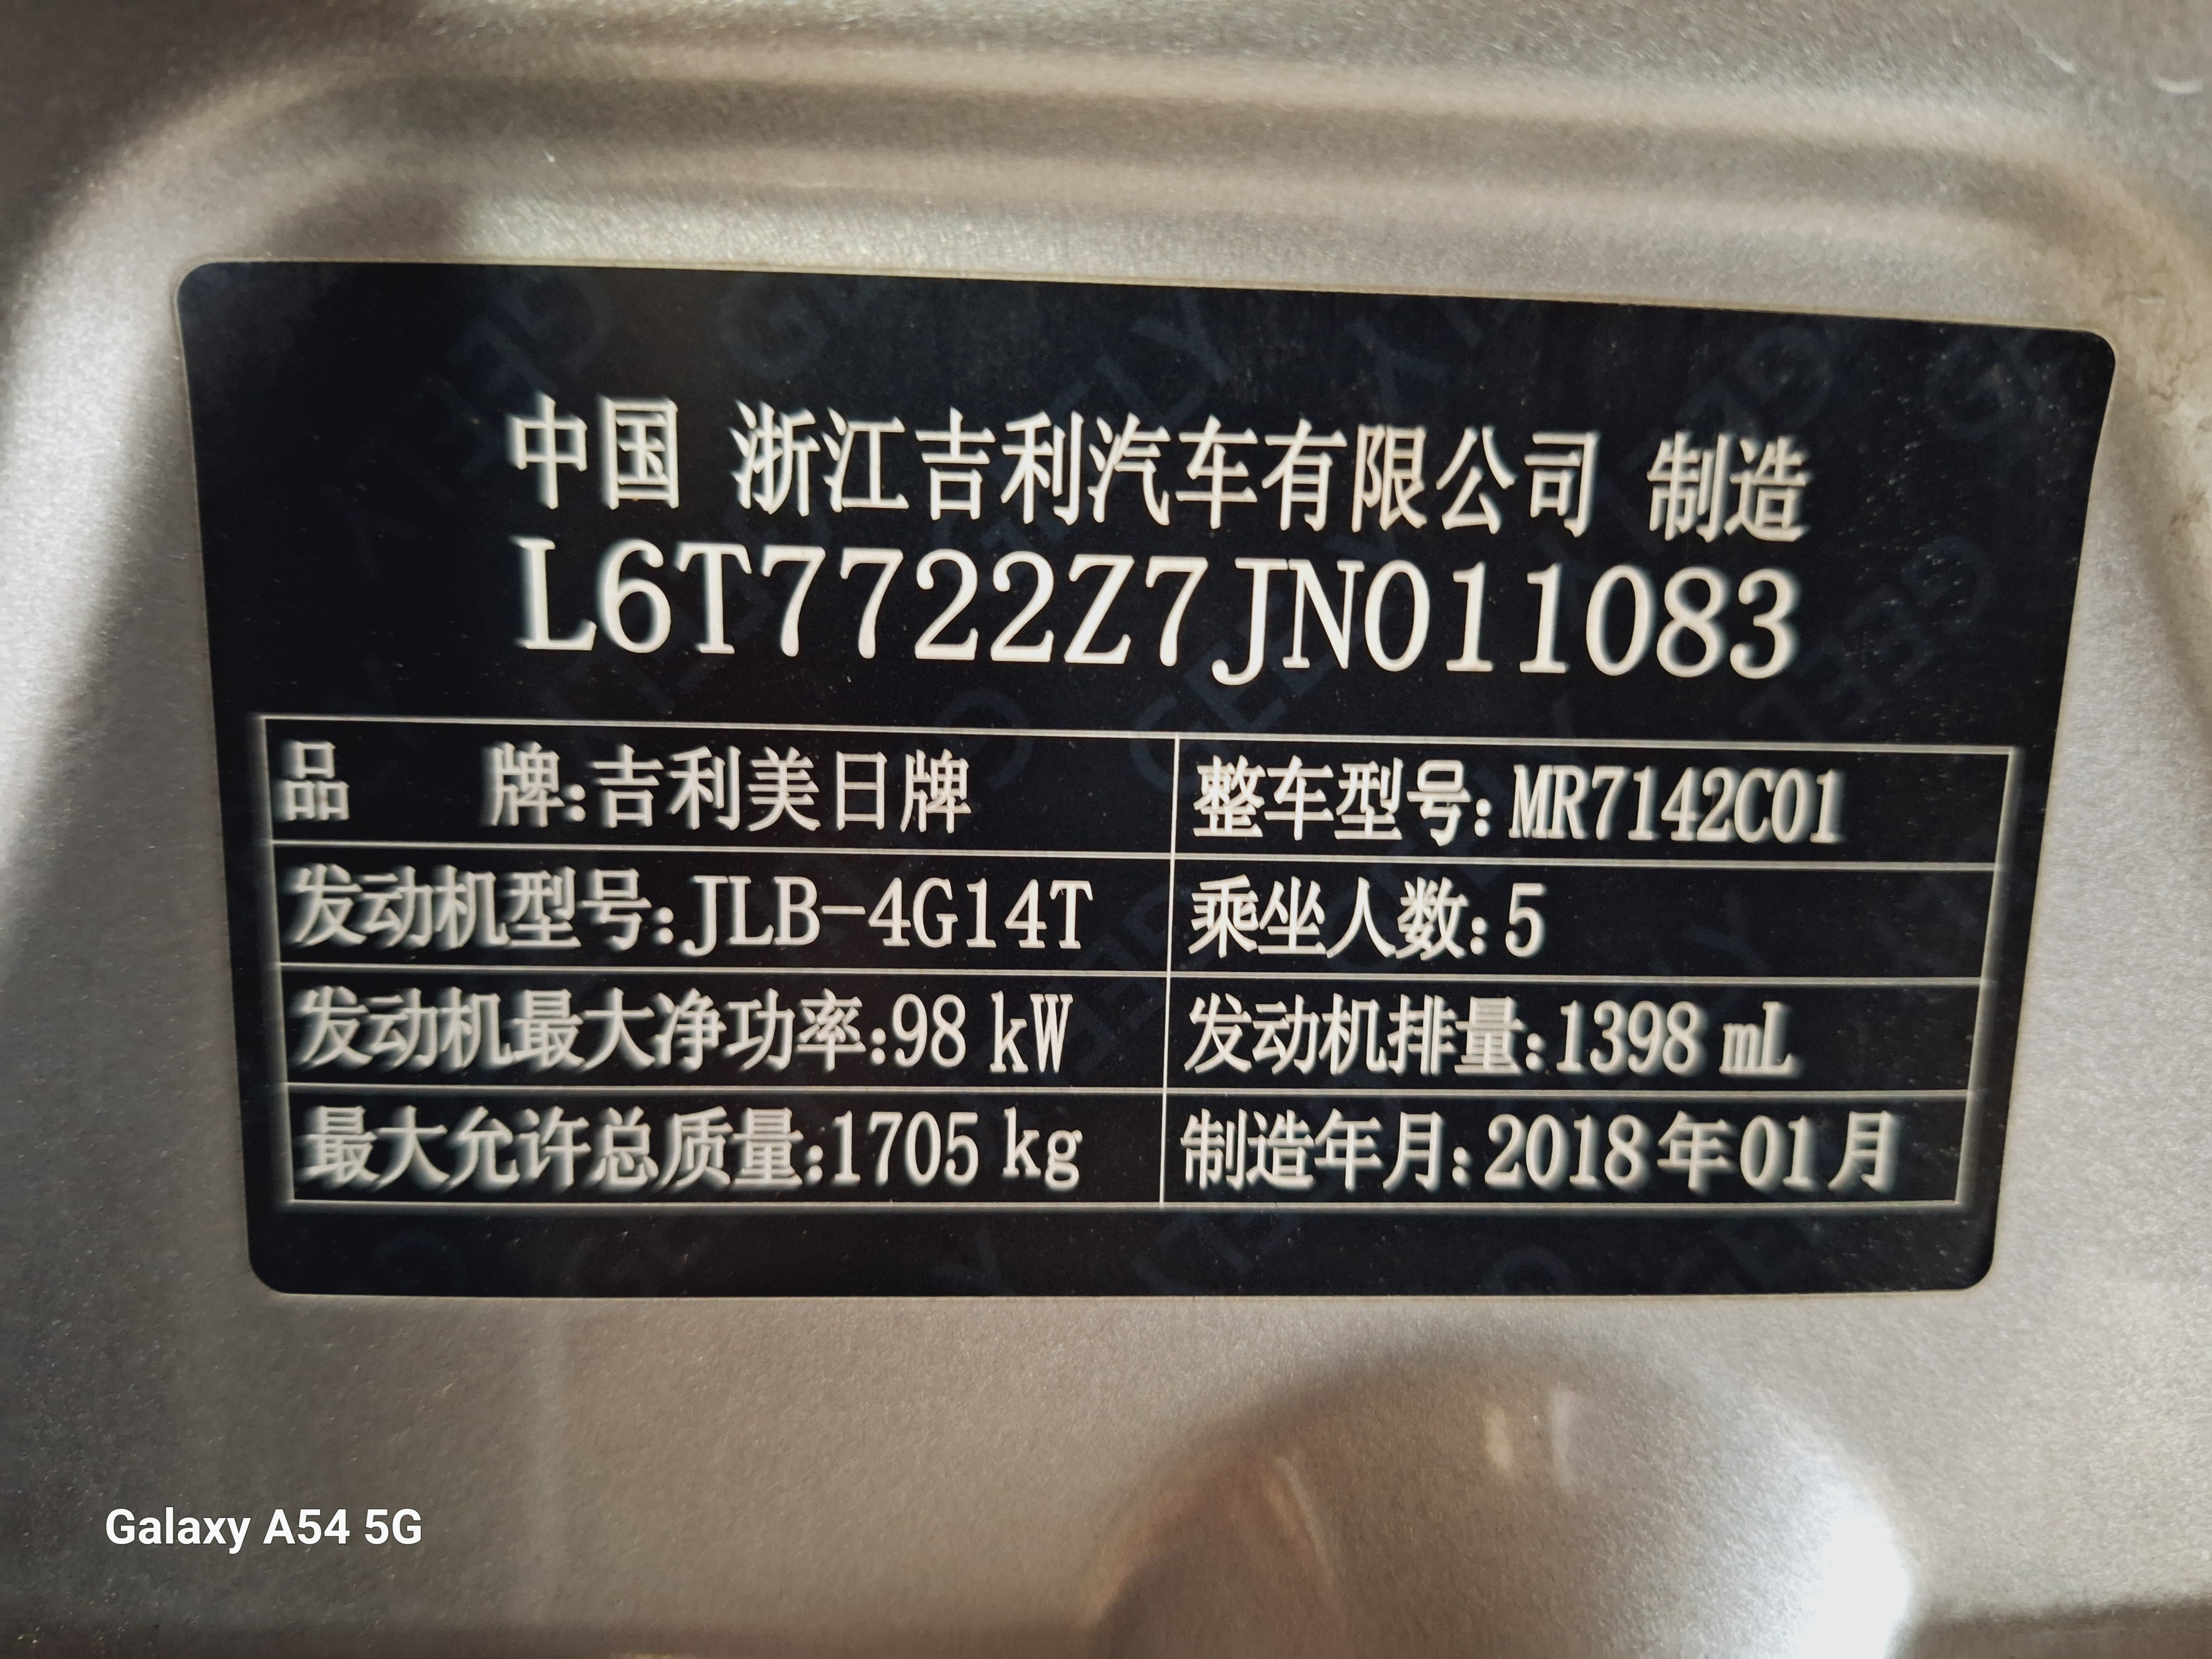 中国 浙江吉利汽车有限公司 制造
L6T7722Z7JN011083
品 牌:吉利美日牌 整车型号:MR7142C01
发动机型号:JLB-4G14T 乘坐人数:5
发动机最大净功率:98 kW 发动机排量:1398 mL
最大允许总质量:1705 kg 制造年月:2018年01月
Galaxy A54 5G